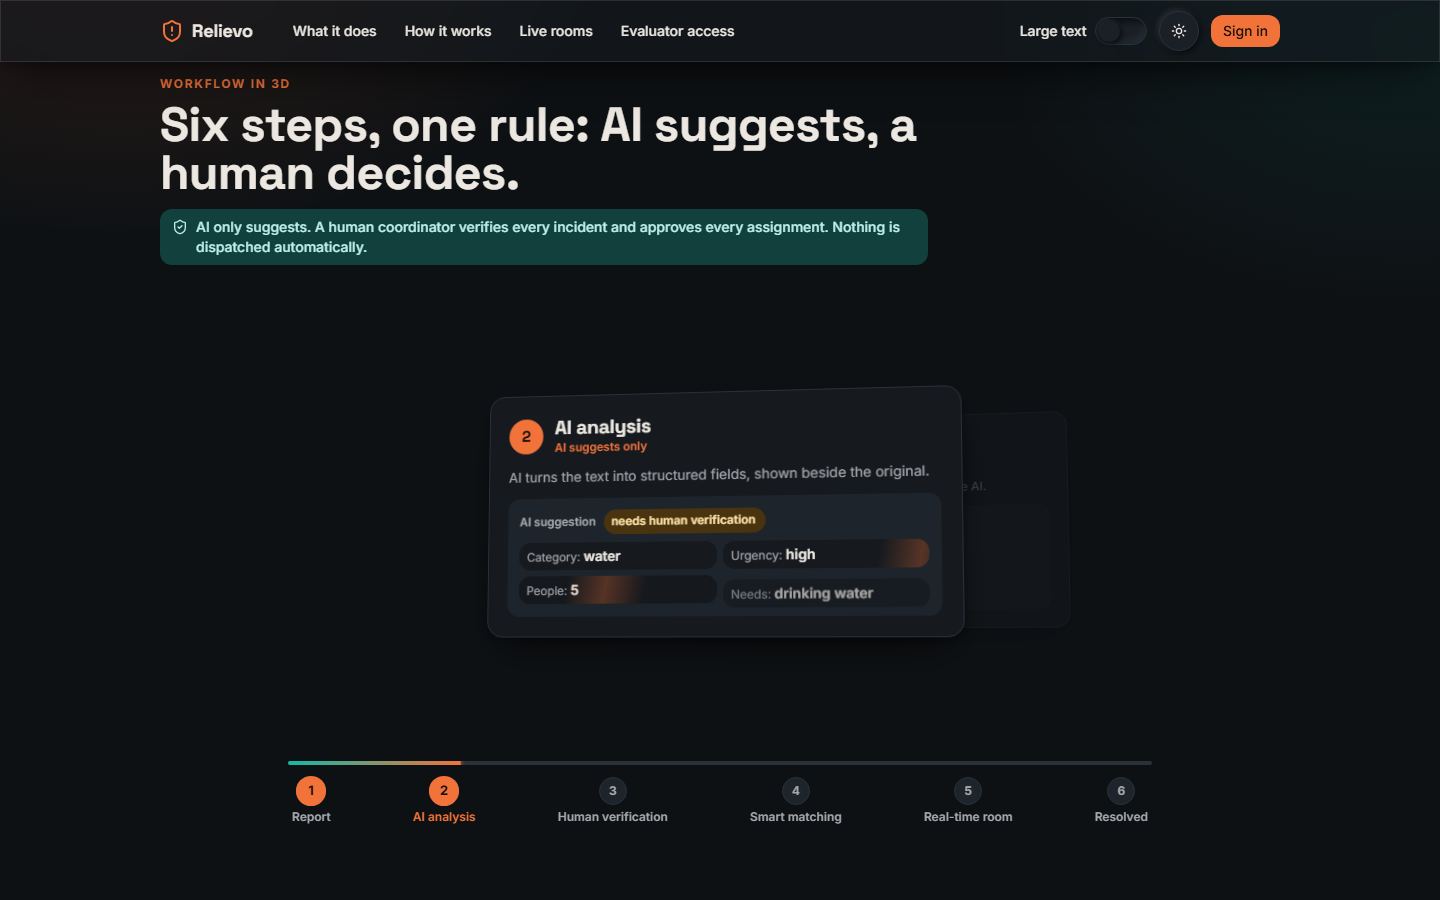 Relievo
What it does
How it works
Live rooms
Evaluator access
Large text
Sign in
WORKFLOW IN 3D
Six steps, one rule: AI suggests, a
human decides.
AI only suggests. A human coordinator verifies every incident and approves every assignment. Nothing is
dispatched automatically.
2
AI analysis
AI suggests only
AI turns the text into structured fields, shown beside the original.
AI suggestion
needs human verification
Category: water
Urgency: high
People: 5
Needs: drinking water
AI.
1
2
3
4
5
6
Report
AI analysis
Human verification
Smart matching
Real-time room
Resolved